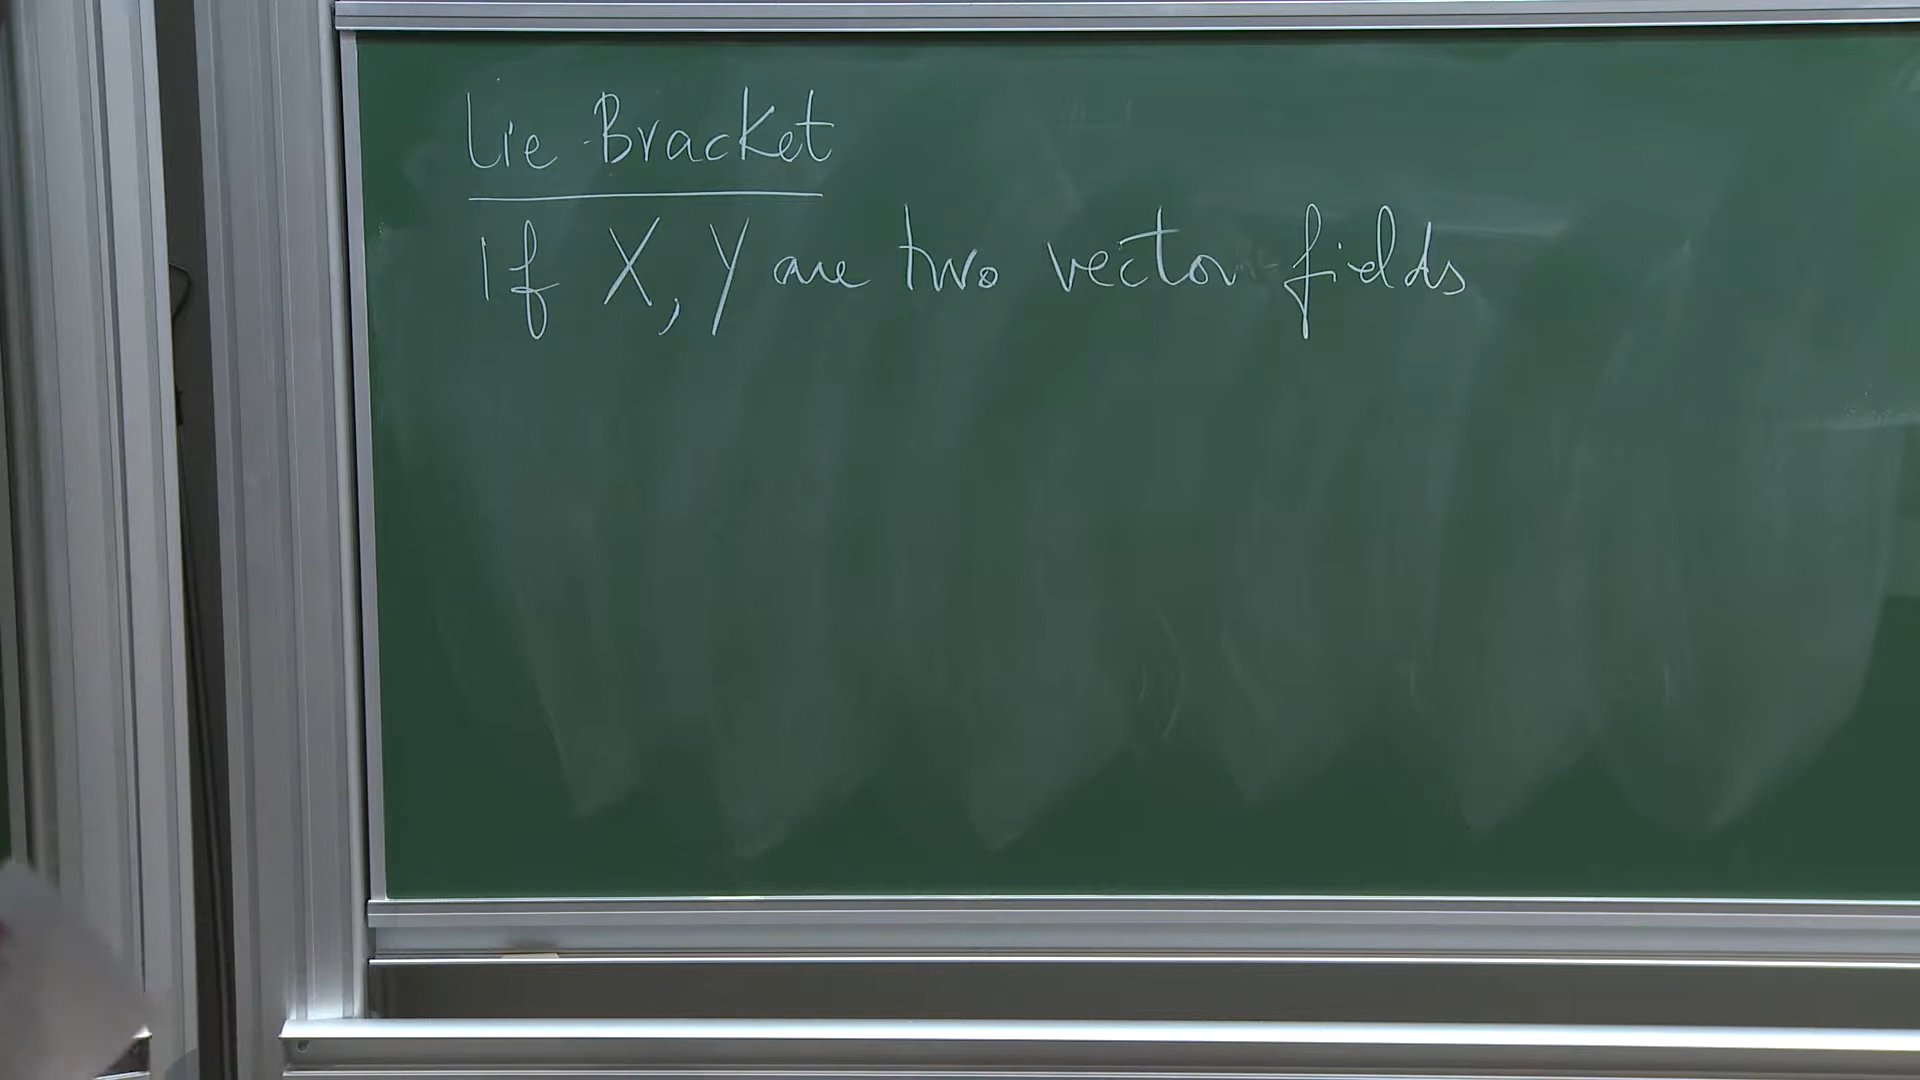 Lie Bracket
If X, Y are two vector fields